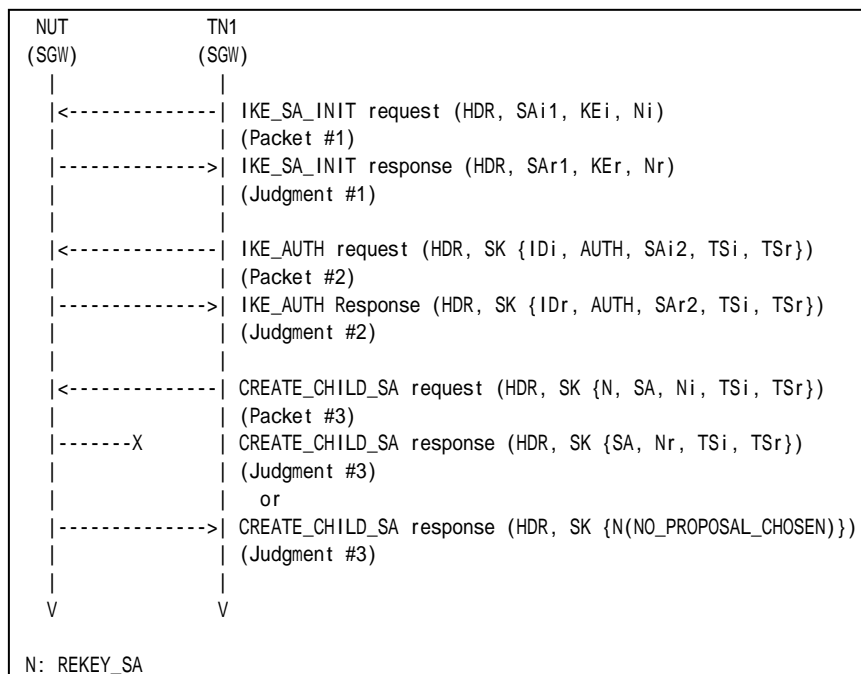 NUT TN1
(SGW) (SGW)
| |
|<--------------| IKE_SA_INIT request (HDR, SAi1, KEi, Ni)
| | (Packet #1)
|-------------->| IKE_SA_INIT response (HDR, SAr1, KEr, Nr)
| | (Judgment #1)
| |
|<--------------| IKE_AUTH request (HDR, SK {IDi, AUTH, SAi2, TSi, TSr})
| | (Packet #2)
|-------------->| IKE_AUTH Response (HDR, SK {IDr, AUTH, SAr2, TSi, TSr})
| | (Judgment #2)
| |
|<--------------| CREATE_CHILD_SA request (HDR, SK {N, SA, Ni, TSi, TSr})
| | (Packet #3)
|-------X | CREATE_CHILD_SA response (HDR, SK {SA, Nr, TSi, TSr})
| | (Judgment #3)
| | or
|-------------->| CREATE_CHILD_SA response (HDR, SK {N(NO_PROPOSAL_CHOSEN)})
| | (Judgment #3)
| |
V V
N: REKEY_SA